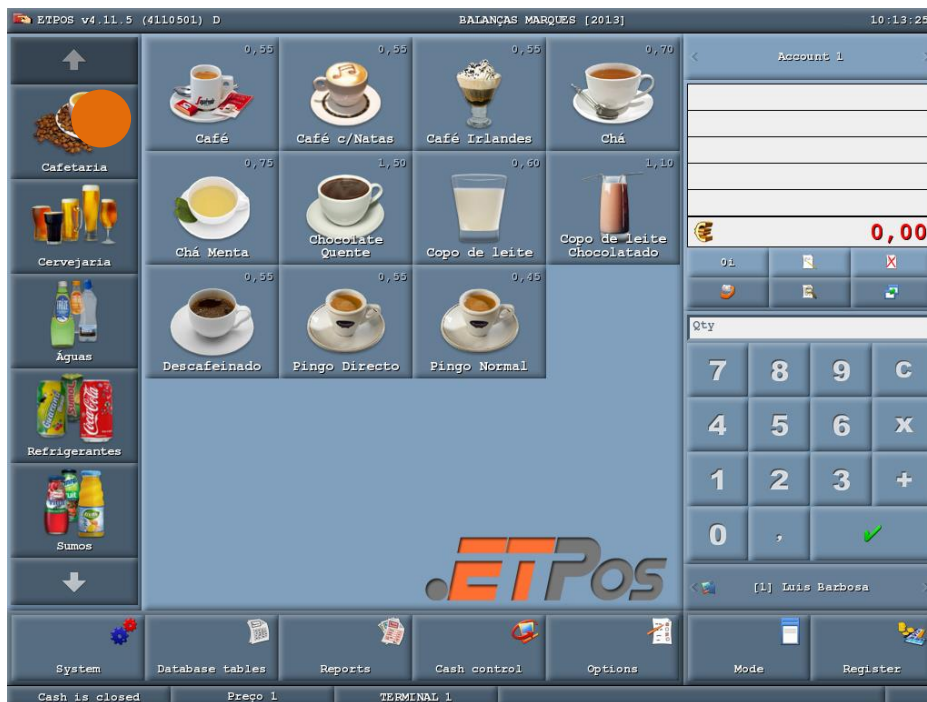 ETPOS v4.11.5 (4110501) D
BALANÇAS MARQUES [2013]
10:13:25
Cafetaria
Cervejaria
Águas
Refrigerantes
Sumos
0,55
Café
0,55
Café c/Natas
0,55
Café Irlandes
0,70
Chá
0,75
Chá Menta
1,50
Chocolate
Quente
0,60
Copo de leite
1,10
Copo de leite
Chocolatado
0,55
Descafeinado
0,55
Pingo Directo
0,45
Pingo Normal
.ETPOS
Account 1
€ 0,00
0i
Qty
7 8 9 C
4 5 6 X
1 2 3 +
0 ,
[1] Luis Barbosa
System
Database tables
Reports
Cash control
Options
Mode
Register
Cash is closed
Preço 1
TERMINAL 1